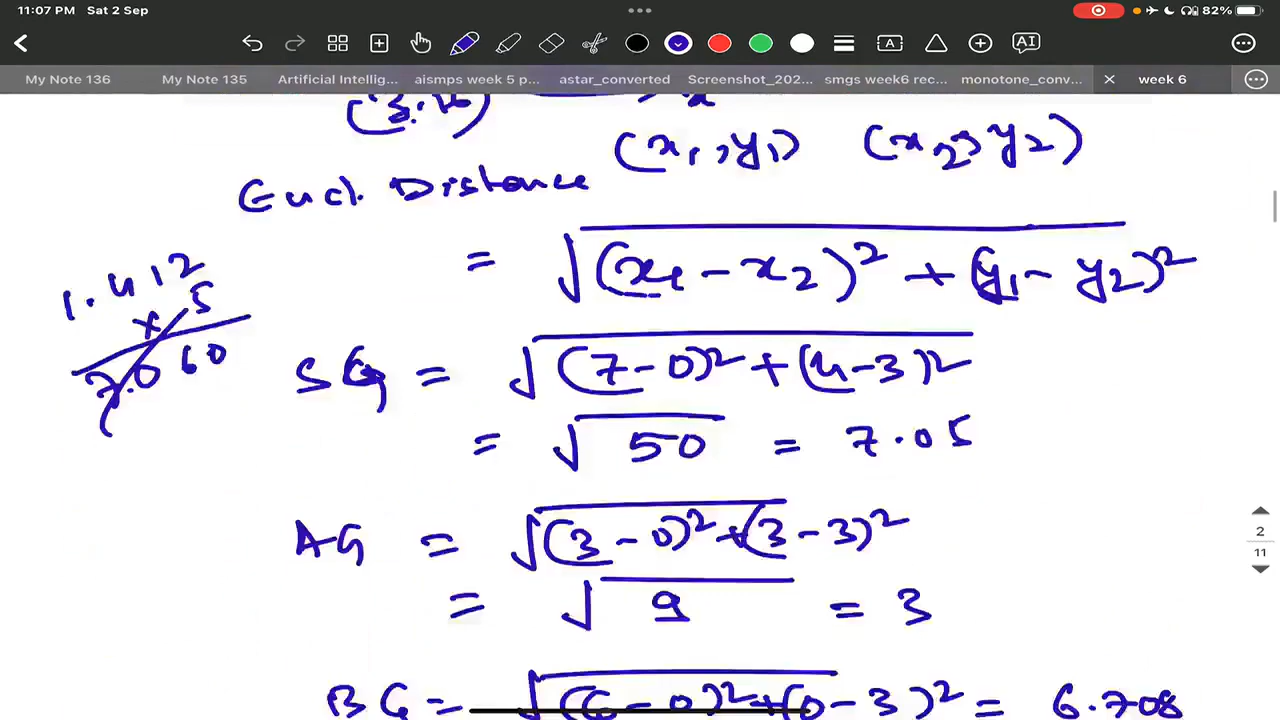 11:07 PM Sat 2 Sep
82%
My Note 136 My Note 135 Artificial Intellig... aismps week 5 p... astar_converted Screenshot_202... smgs week6 rec... monotone_conv... week 6
(x1, y1) (x2, y2)
Eucl. Distance
= √(x1 - x2)² + (y1 - y2)²
1.412
x 5
7.060
SG = √(7-0)² + (4-3)²
= √50 = 7.05
AG = √(3-0)² + (3-3)²
= √9 = 3
2
11
BG = √(6-0)² + (0-3)² = 6.708